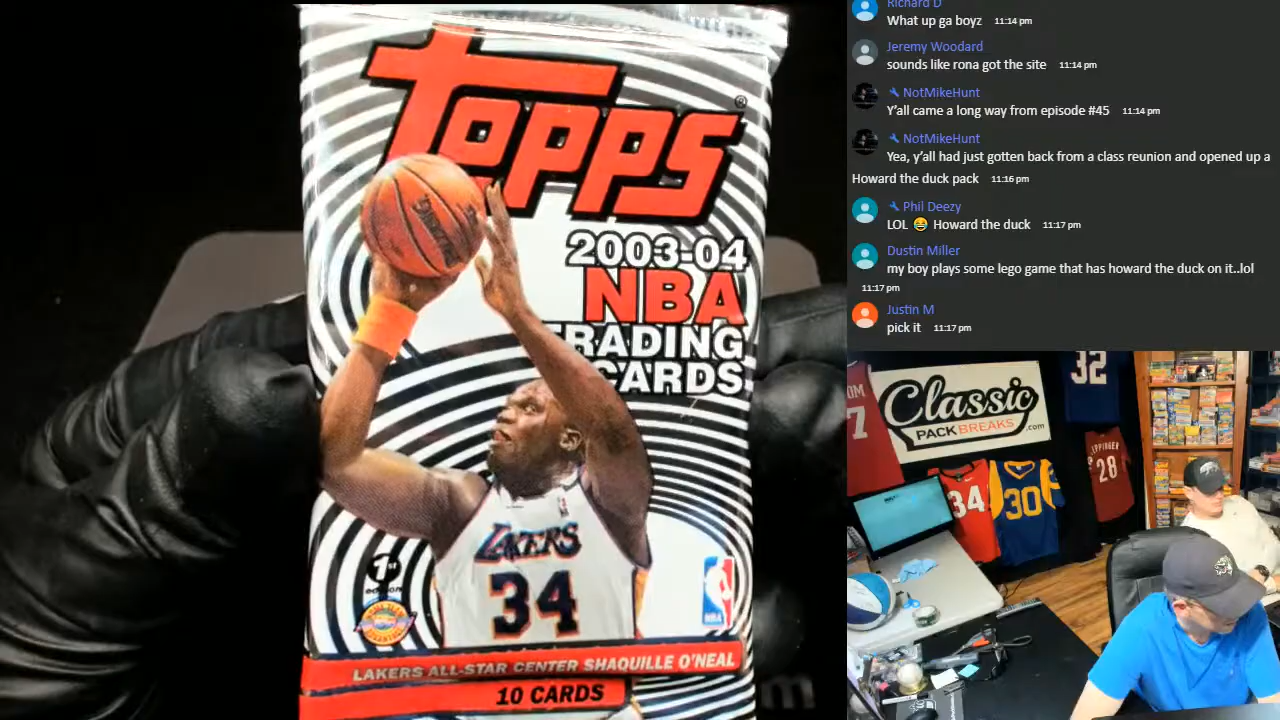 TOPPS
®
2003-04
NBA
TRADING
CARDS
LAKERS
34
1st
edition
NBA
LAKERS ALL-STAR CENTER SHAQUILLE O'NEAL
10 CARDS
Richard D
What up ga boyz 11:14 pm
Jeremy Woodard
sounds like rona got the site 11:14 pm
NotMikeHunt
Y'all came a long way from episode #45 11:14 pm
NotMikeHunt
Yea, y'all had just gotten back from a class reunion and opened up a
Howard the duck pack 11:16 pm
Phil Deezy
LOL 😂 Howard the duck 11:17 pm
Dustin Miller
my boy plays some lego game that has howard the duck on it..lol
11:17 pm
Justin M
pick it 11:17 pm
Classic
PACK BREAKS.com
32
7
34
30
28